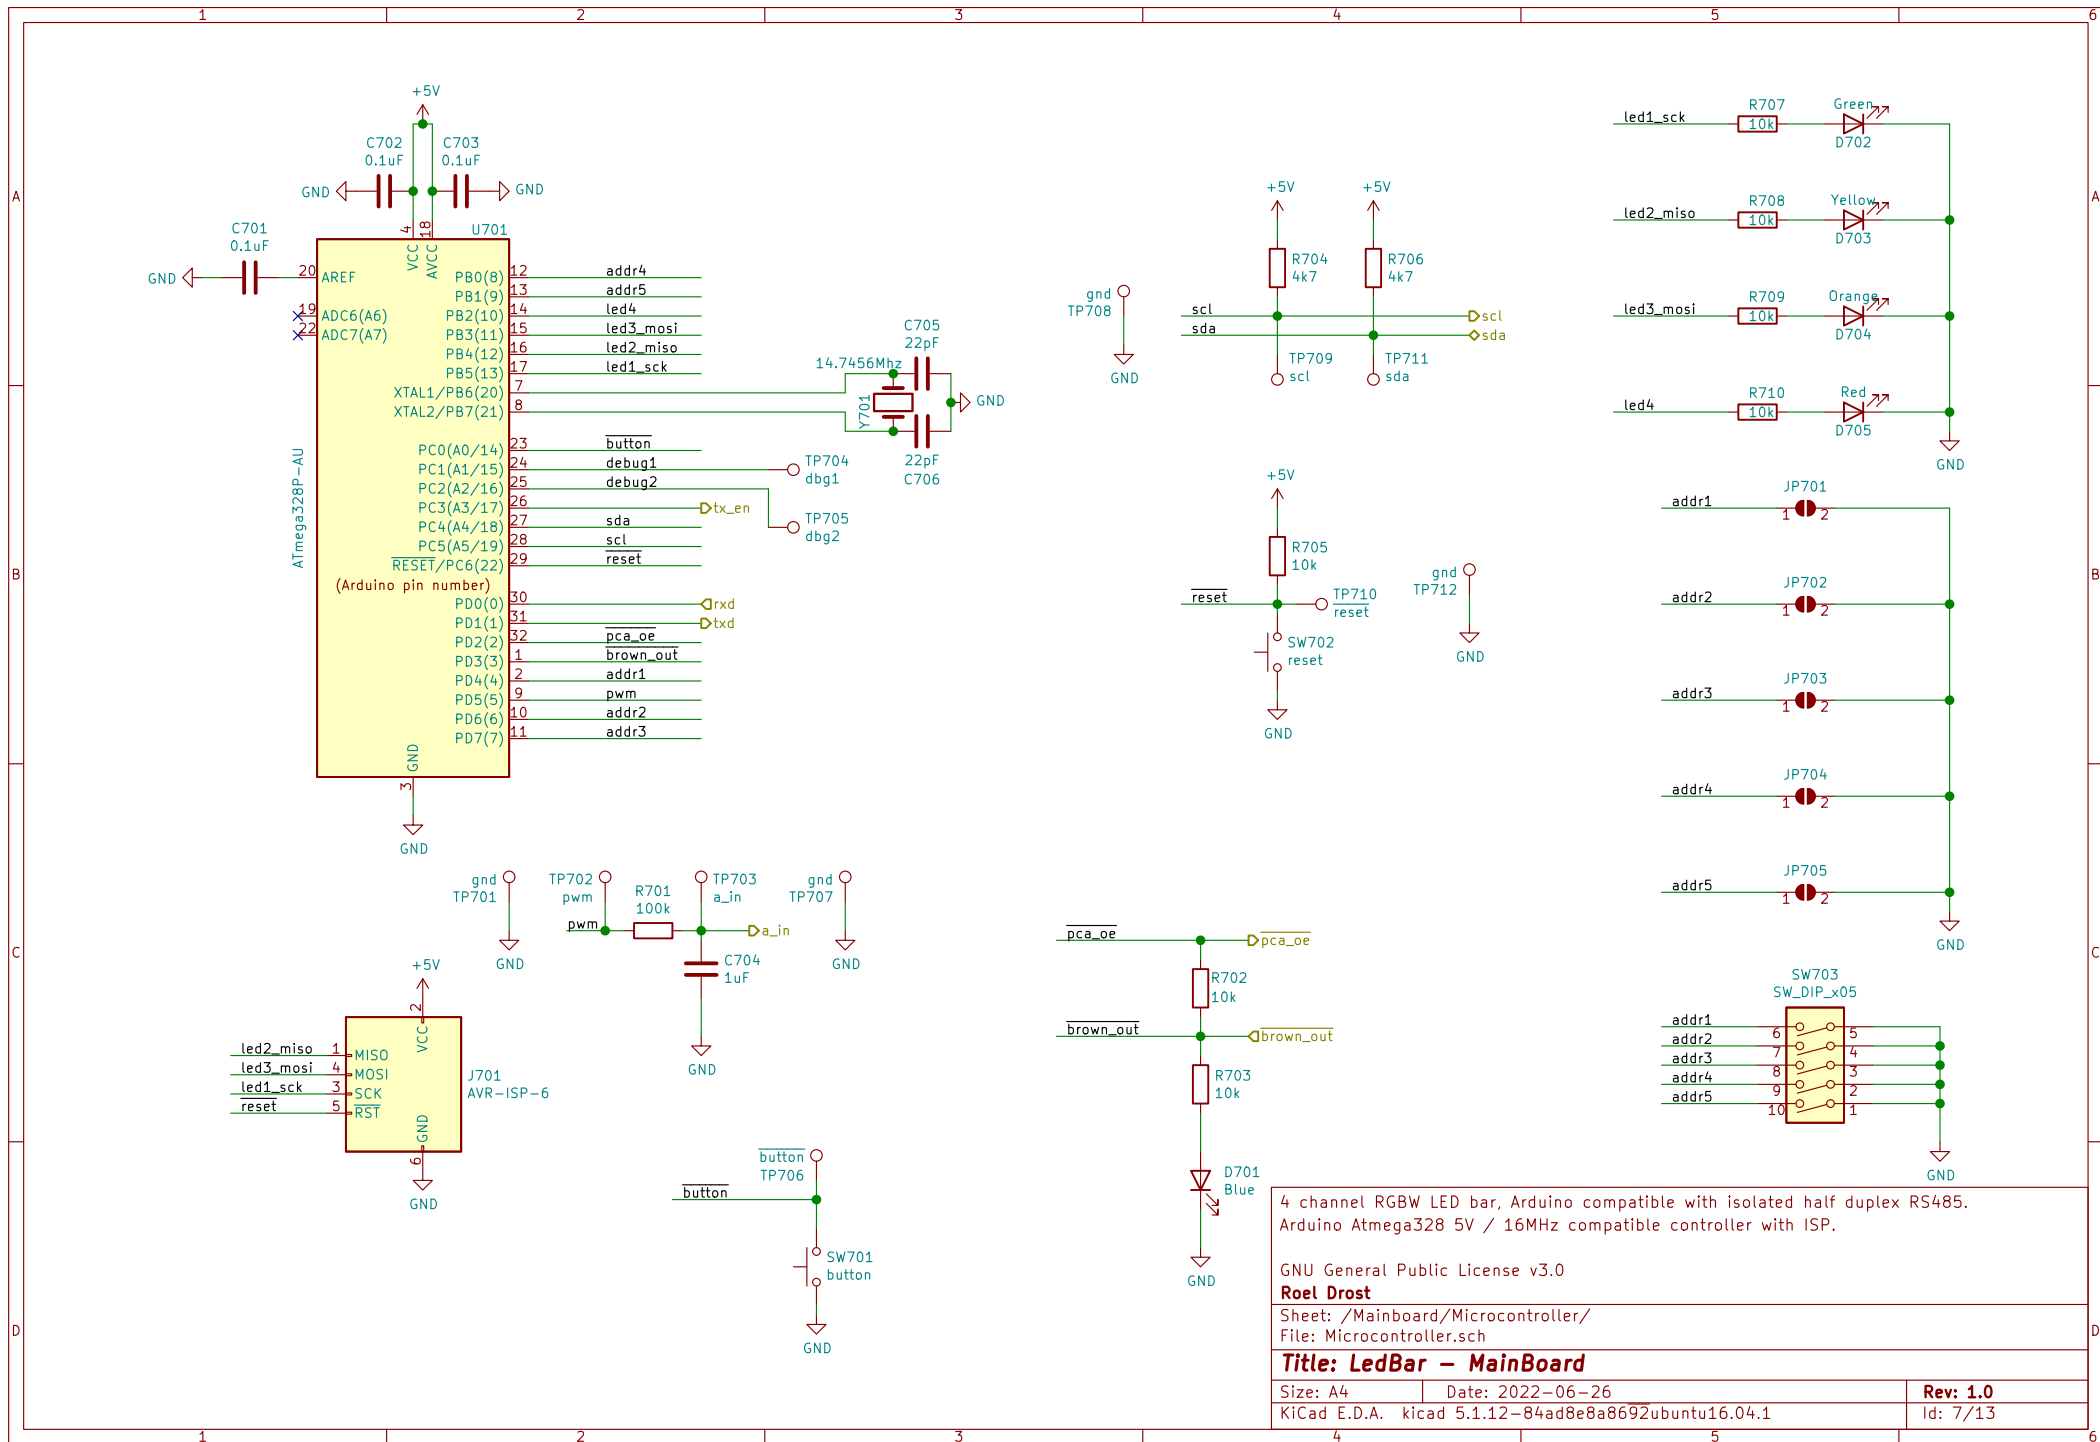 1 2 3 4 5 6
A
B
C
D
A
B
C
D
1 2 3 4 5 6
+5V
C702
0.1uF
C703
0.1uF
GND
GND
C701
0.1uF
GND
U701
4
VCC
18
AVCC
20 AREF
19 ADC6(A6)
22 ADC7(A7)
ATmega328P-AU
PB0(8) 12 addr4
PB1(9) 13 addr5
PB2(10) 14 led4
PB3(11) 15 led3_mosi
PB4(12) 16 led2_miso
PB5(13) 17 led1_sck
XTAL1/PB6(20) 7
XTAL2/PB7(21) 8
PC0(A0/14) 23 button
PC1(A1/15) 24 debug1
PC2(A2/16) 25 debug2
PC3(A3/17) 26 tx_en
PC4(A4/18) 27 sda
PC5(A5/19) 28 scl
RESET/PC6(22) 29 reset
(Arduino pin number)
PD0(0) 30 rxd
PD1(1) 31 txd
PD2(2) 32 pca_oe
PD3(3) 1 brown_out
PD4(4) 2 addr1
PD5(5) 9 pwm
PD6(6) 10 addr2
PD7(7) 11 addr3
GND
3
GND
C705
22pF
14.7456Mhz
Y701
GND
22pF
C706
TP704
dbg1
TP705
dbg2
gnd
TP701
GND
TP702
pwm
pwm
R701
100k
TP703
a_in
a_in
C704
1uF
GND
gnd
TP707
GND
+5V
2
VCC
led2_miso 1 MISO
led3_mosi 4 MOSI
led1_sck 3 SCK
reset 5 RST
J701
AVR-ISP-6
GND
6
GND
button
TP706
button
SW701
button
GND
gnd
TP708
GND
+5V
+5V
R704
4k7
R706
4k7
scl
sda
scl
sda
TP709
scl
TP711
sda
+5V
R705
10k
reset
TP710
reset
SW702
reset
GND
gnd
TP712
GND
pca_oe
pca_oe
R702
10k
brown_out
brown_out
R703
10k
D701
Blue
GND
led1_sck
R707
10k
Green
D702
led2_miso
R708
10k
Yellow
D703
led3_mosi
R709
10k
Orange
D704
led4
R710
10k
Red
D705
GND
JP701
addr1 1 2
JP702
addr2 1 2
JP703
addr3 1 2
JP704
addr4 1 2
JP705
addr5 1 2
GND
SW703
SW_DIP_x05
addr1 6 5
addr2 7 4
addr3 8 3
addr4 9 2
addr5 10 1
GND
4 channel RGBW LED bar, Arduino compatible with isolated half duplex RS485.
Arduino Atmega328 5V / 16MHz compatible controller with ISP.
GNU General Public License v3.0
Roel Drost
Sheet: /Mainboard/Microcontroller/
File: Microcontroller.sch
Title: LedBar - MainBoard
Size: A4 Date: 2022-06-26 Rev: 1.0
KiCad E.D.A. kicad 5.1.12-84ad8e8a8692ubuntu16.04.1 Id: 7/13